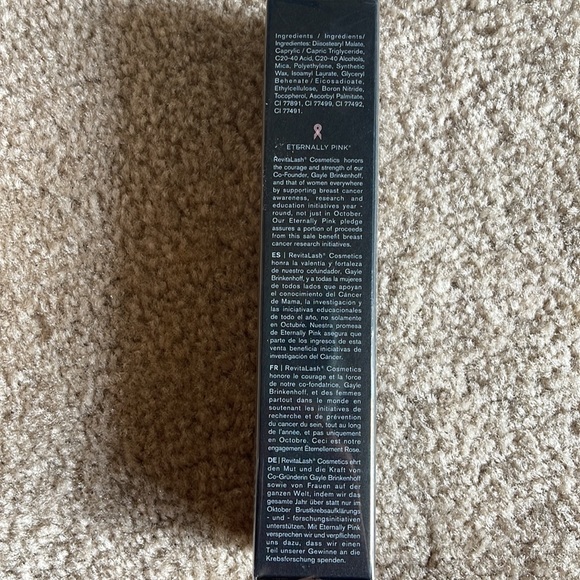 Ingredients / Ingredients/
Ingredientes: Diisostearyl Malate,
Caprylic / Capric Triglyceride,
C20-40 Acid, C20-40 Alcohols,
Mica, Polyethylene, Synthetic
Wax, Isoamyl Laurate, Glyceryl
Behenate / Eicosadioate,
Ethylcellulose, Boron Nitride,
Tocopherol, Ascorbyl Palmitate,
CI 77891, CI 77499, CI 77492,
CI 77491.
ETERNALLY PINK®
RevitaLash® Cosmetics honors
the courage and strength of our
Co-Founder, Gayle Brinkenhoff,
and that of women everywhere
by supporting breast cancer
awareness, research and
education initiatives year -
round, not just in October.
Our Eternally Pink pledge
assures a portion of proceeds
from this sale benefit breast
cancer research initiatives.
ES | RevitaLash® Cosmetics
honra la valentía y fortaleza
de nuestro cofundador, Gayle
Brinkenhoff, y a todas la mujeres
de todos lados que apoyan
el conocimiento del Cáncer
de Mama, la investigación y
las iniciativas educacionales
de todo el año, no solamente
en Octubre. Nuestra promesa
de Eternally Pink asegura que
parte de los ingresos de esta
venta beneficia iniciativas de
investigación del Cáncer.
FR | RevitaLash® Cosmetics
honore le courage et la force
de notre co-fondatrice, Gayle
Brinkenhoff, et des femmes
partout dans le monde en
soutenant les initiatives de
recherche et de prévention
du cancer du sein, tout au long
de l'année, et pas uniquement
en Octobre. Ceci est notre
engagement Éternellement Rose.
DE | RevitaLash® Cosmetics ehrt
den Mut und die Kraft von
Co-Gründerin Gayle Brinkenhoff
sowie von Frauen auf der
ganzen Welt, indem wir das
gesamte Jahr über statt nur im
Oktober Brustkrebsaufklärungs
- und - forschungsinitiativen
unterstützen. Mit Eternally Pink
versprechen wir und verpflichten
uns dazu, dass wir einen
Teil unserer Gewinne an die
Krebsforschung spenden.